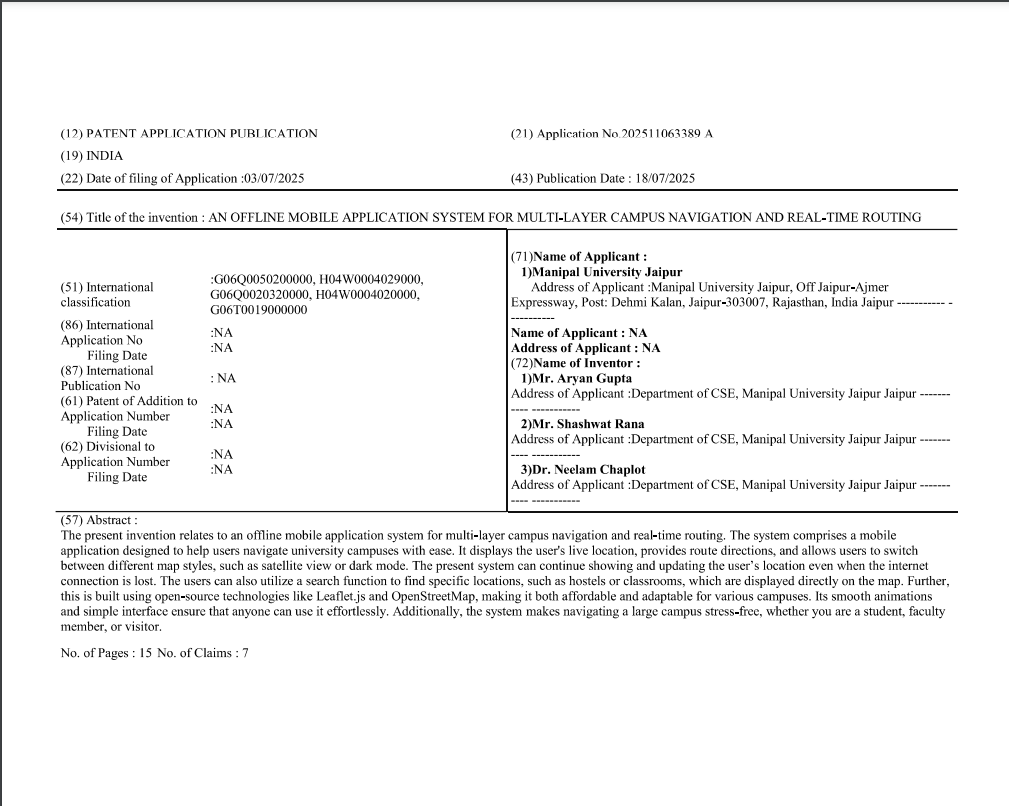 (12) PATENT APPLICATION PUBLICATION
(21) Application No.202511063389 A
(19) INDIA
(22) Date of filing of Application :03/07/2025
(43) Publication Date : 18/07/2025
(54) Title of the invention : AN OFFLINE MOBILE APPLICATION SYSTEM FOR MULTI-LAYER CAMPUS NAVIGATION AND REAL-TIME ROUTING
(51) International
classification
:G06Q0050200000, H04W0004029000,
G06Q0020320000, H04W0004020000,
G06T0019000000
(86) International
Application No
Filing Date
:NA
:NA
(87) International
Publication No
: NA
(61) Patent of Addition to
Application Number
Filing Date
:NA
:NA
(62) Divisional to
Application Number
Filing Date
:NA
:NA
(71)Name of Applicant :
1)Manipal University Jaipur
Address of Applicant :Manipal University Jaipur, Off Jaipur-Ajmer
Expressway, Post: Dehmi Kalan, Jaipur-303007, Rajasthan, India Jaipur ----------- -
----------
Name of Applicant : NA
Address of Applicant : NA
(72)Name of Inventor :
1)Mr. Aryan Gupta
Address of Applicant :Department of CSE, Manipal University Jaipur Jaipur -------
---- -----------
2)Mr. Shashwat Rana
Address of Applicant :Department of CSE, Manipal University Jaipur Jaipur -------
---- -----------
3)Dr. Neelam Chaplot
Address of Applicant :Department of CSE, Manipal University Jaipur Jaipur -------
---- -----------
(57) Abstract :
The present invention relates to an offline mobile application system for multi-layer campus navigation and real-time routing. The system comprises a mobile
application designed to help users navigate university campuses with ease. It displays the user's live location, provides route directions, and allows users to switch
between different map styles, such as satellite view or dark mode. The present system can continue showing and updating the user's location even when the internet
connection is lost. The users can also utilize a search function to find specific locations, such as hostels or classrooms, which are displayed directly on the map. Further,
this is built using open-source technologies like Leaflet.js and OpenStreetMap, making it both affordable and adaptable for various campuses. Its smooth animations
and simple interface ensure that anyone can use it effortlessly. Additionally, the system makes navigating a large campus stress-free, whether you are a student, faculty
member, or visitor.
No. of Pages : 15 No. of Claims : 7